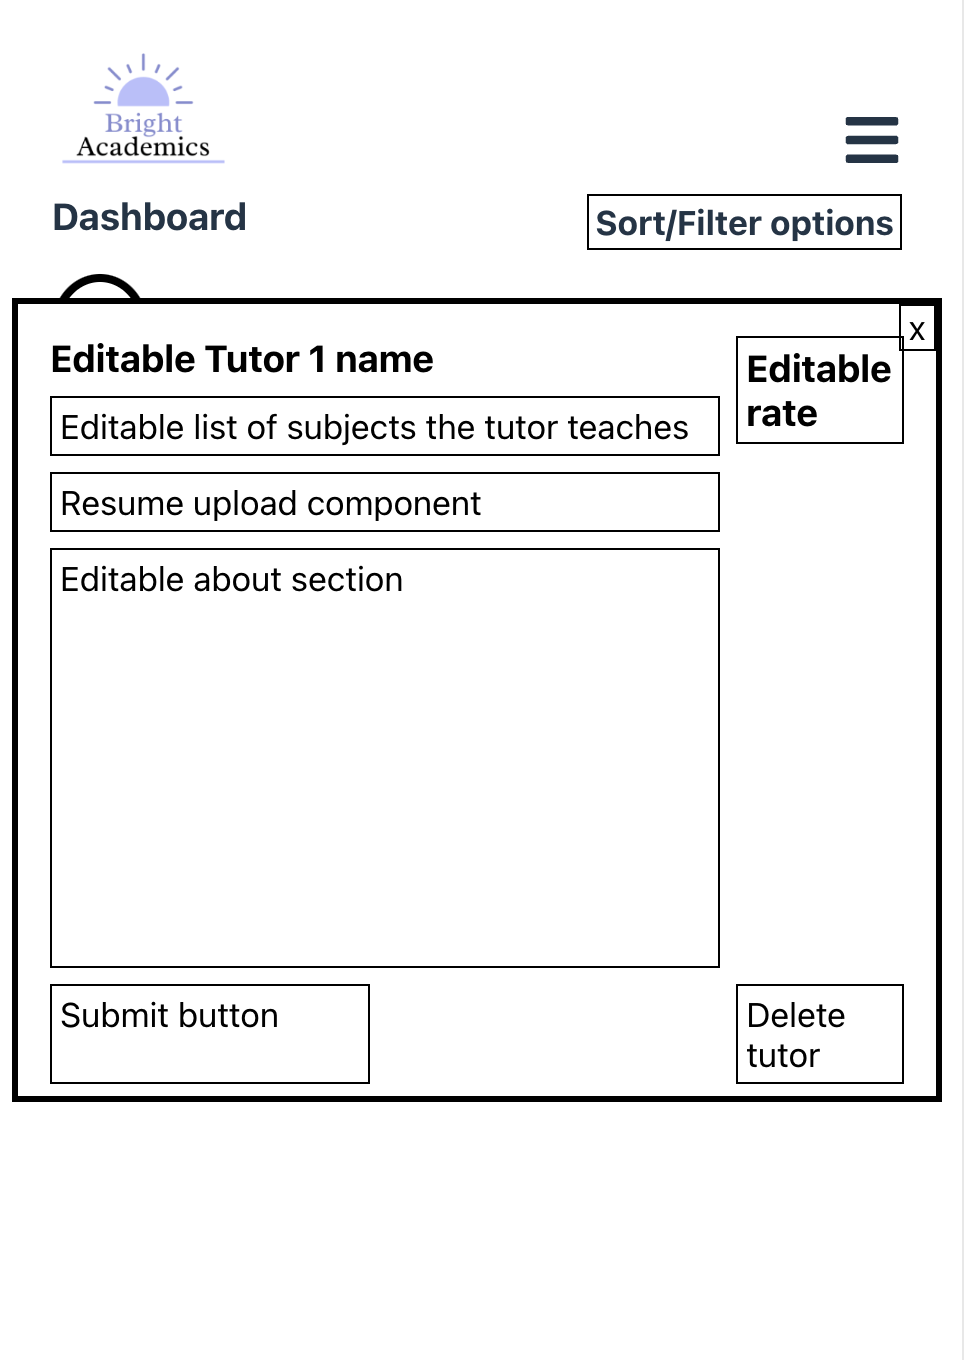 Bright
Academics
Dashboard
Sort/Filter options
x
Editable Tutor 1 name
Editable
rate
Editable list of subjects the tutor teaches
Resume upload component
Editable about section
Submit button
Delete
tutor